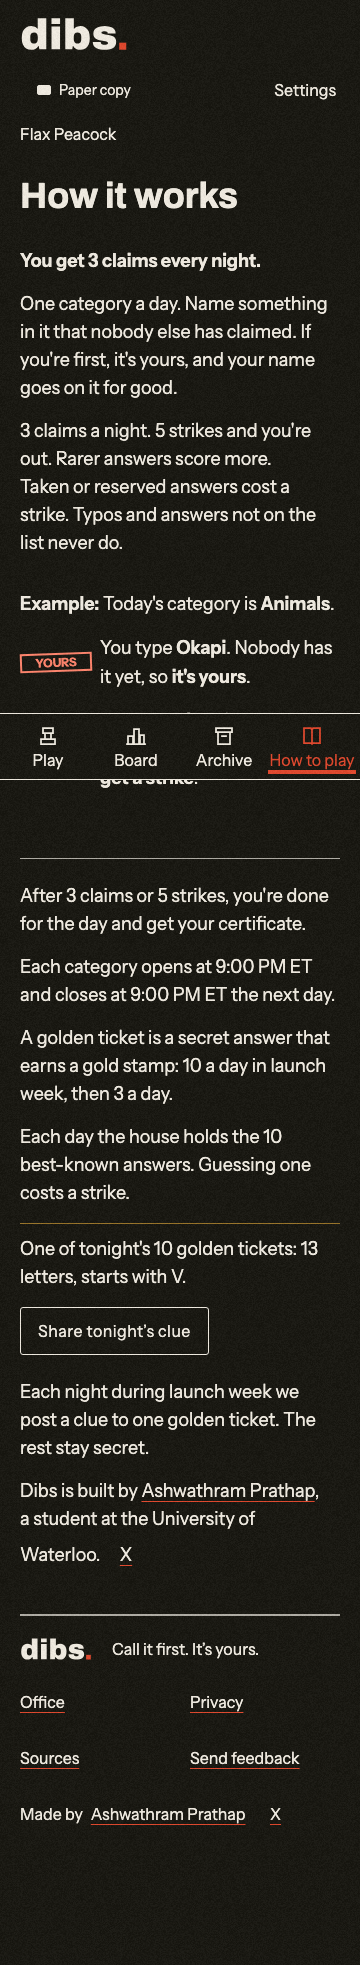 dibs.
Paper copy
Settings
Flax Peacock
How it works
You get 3 claims every night.
One category a day. Name something
in it that nobody else has claimed. If
you're first, it's yours, and your name
goes on it for good.
3 claims a night. 5 strikes and you're
out. Rarer answers score more.
Taken or reserved answers cost a
strike. Typos and answers not on the
list never do.
Example: Today's category is Animals.
YOURS
You type Okapi. Nobody has
it yet, so it's yours.
Play
Board
Archive
How to play
get a strike.
After 3 claims or 5 strikes, you're done
for the day and get your certificate.
Each category opens at 9:00 PM ET
and closes at 9:00 PM ET the next day.
A golden ticket is a secret answer that
earns a gold stamp: 10 a day in launch
week, then 3 a day.
Each day the house holds the 10
best-known answers. Guessing one
costs a strike.
One of tonight's 10 golden tickets: 13
letters, starts with V.
Share tonight's clue
Each night during launch week we
post a clue to one golden ticket. The
rest stay secret.
Dibs is built by Ashwathram Prathap,
a student at the University of
Waterloo. X
dibs. Call it first. It's yours.
Office
Privacy
Sources
Send feedback
Made by Ashwathram Prathap X